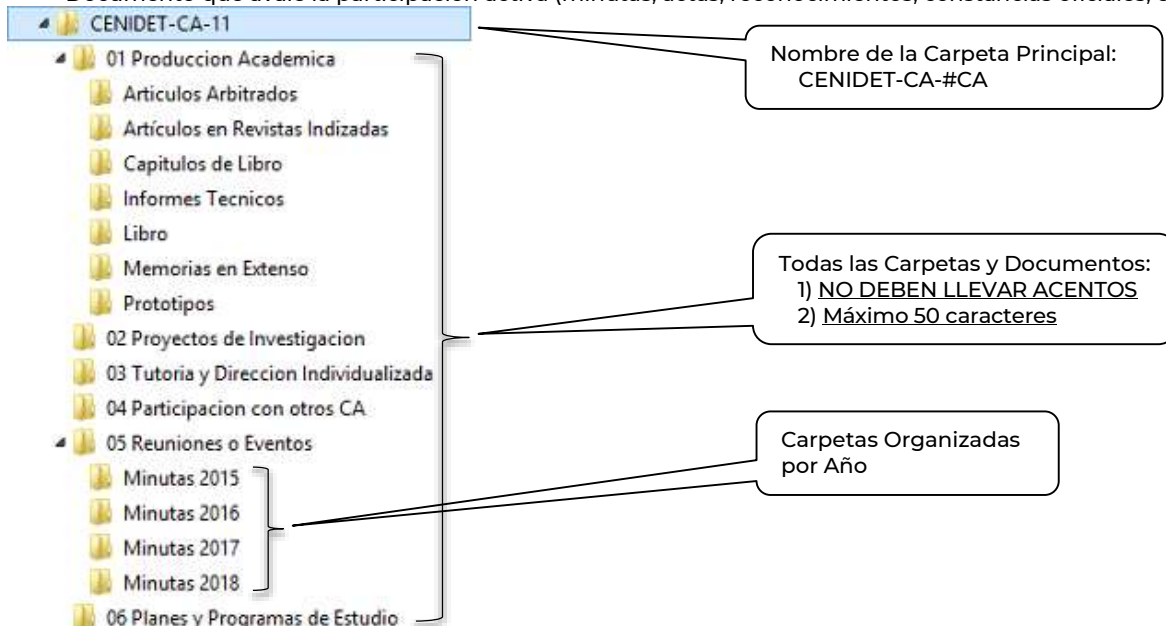 CENIDET-CA-11
01 Produccion Academica
Articulos Arbitrados
Artículos en Revistas Indizadas
Capitulos de Libro
Informes Tecnicos
Libro
Memorias en Extenso
Prototipos
02 Proyectos de Investigacion
03 Tutoria y Direccion Individualizada
04 Participacion con otros CA
05 Reuniones o Eventos
Minutas 2015
Minutas 2016
Minutas 2017
Minutas 2018
06 Planes y Programas de Estudio
Nombre de la Carpeta Principal:
CENIDET-CA-#CA
Todas las Carpetas y Documentos:
1) NO DEBEN LLEVAR ACENTOS
2) Máximo 50 caracteres
Carpetas Organizadas
por Año